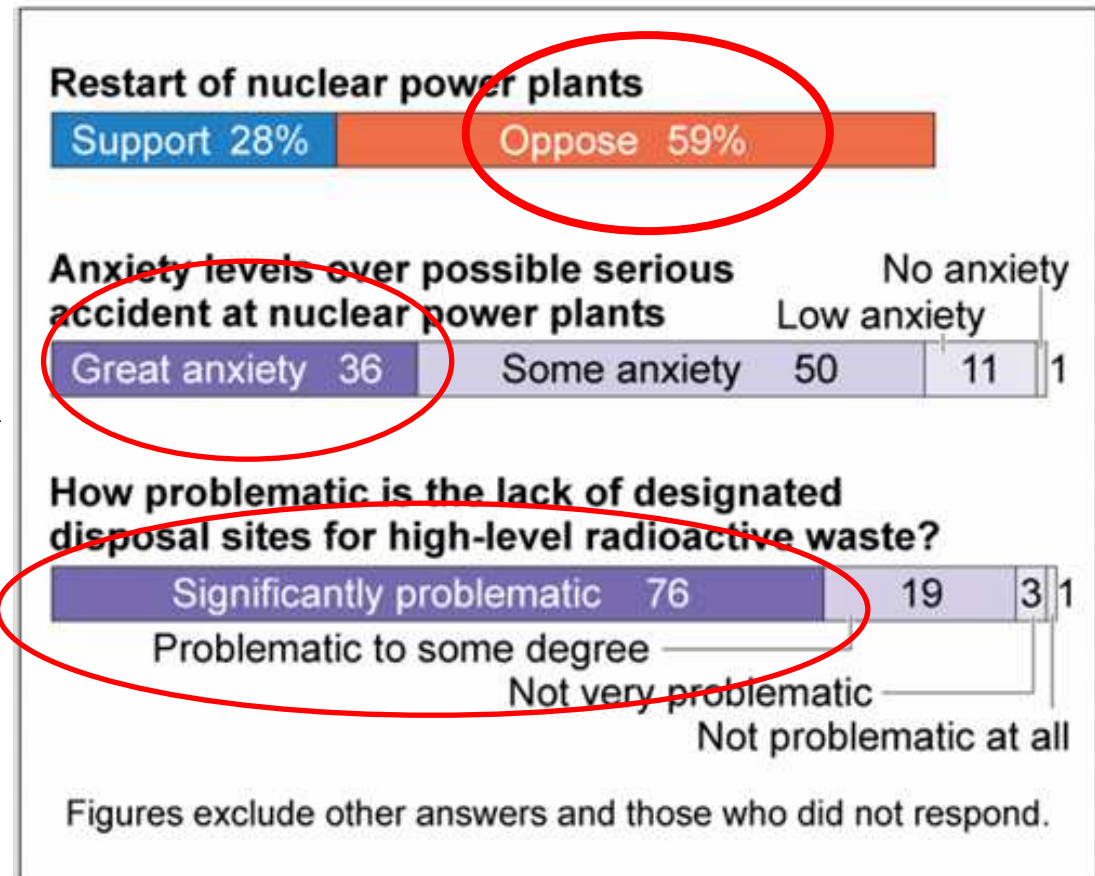 Restart of nuclear power plants
Support 28% Oppose 59%
Anxiety levels over possible serious
accident at nuclear power plants
No anxiety
Low anxiety
Great anxiety 36 Some anxiety 50 11 1
How problematic is the lack of designated
disposal sites for high-level radioactive waste?
Significantly problematic 76 19 3 1
Problematic to some degree
Not very problematic
Not problematic at all
Figures exclude other answers and those who did not respond.